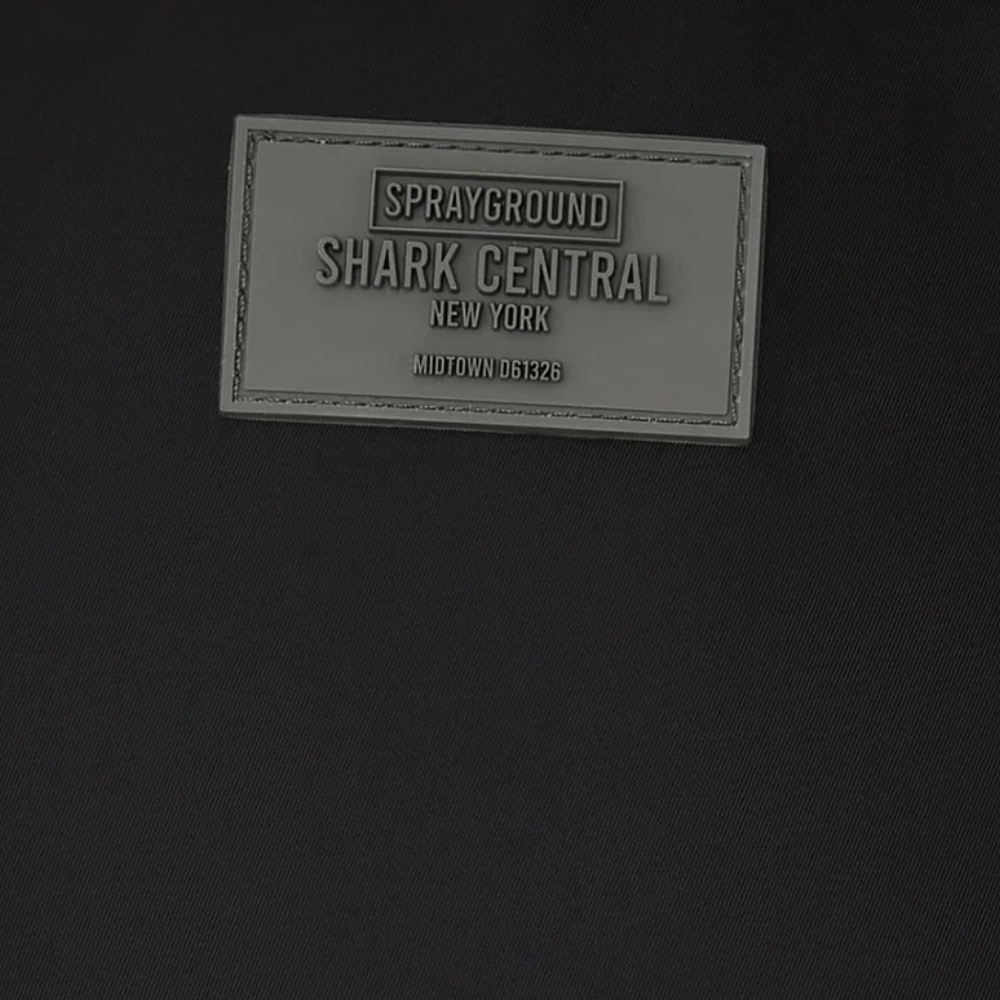 SPRAYGROUND
SHARK CENTRAL
NEW YORK
MIDTOWN D61326